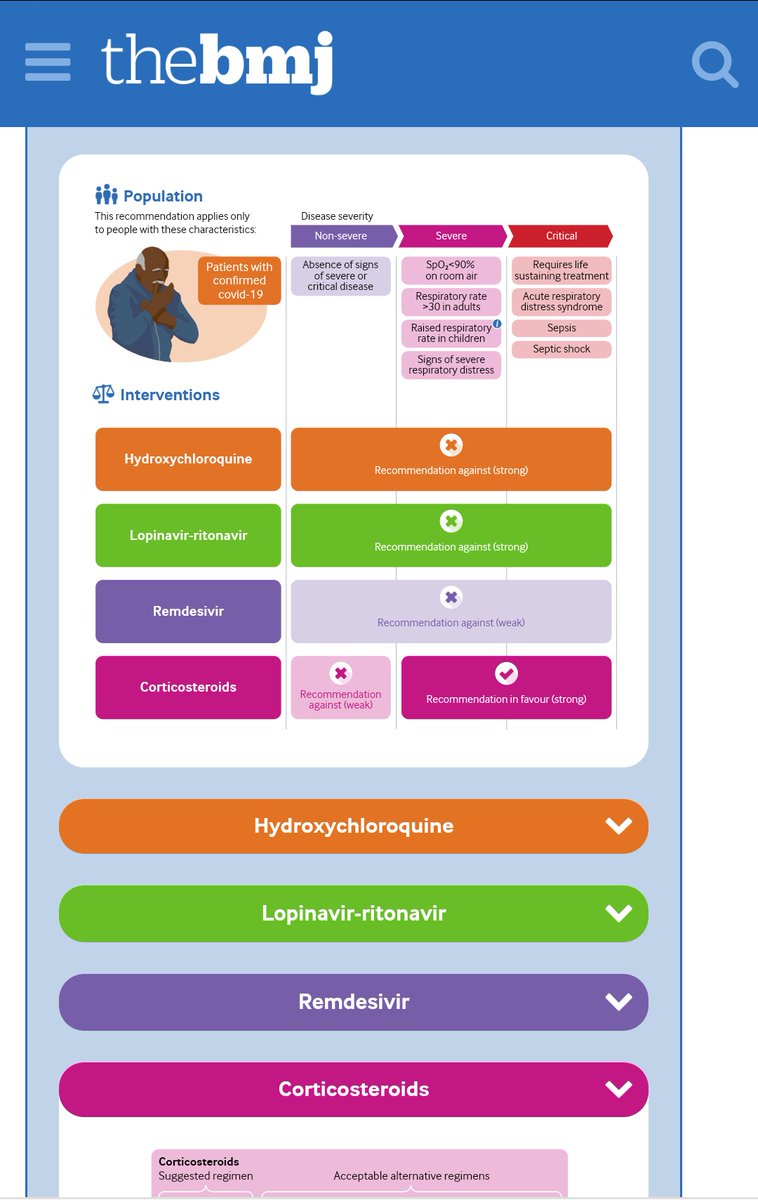 thebmj
Population
This recommendation applies only
to people with these characteristics:
Patients with
confirmed
covid-19
Disease severity
Non-severe
Severe
Critical
Absence of signs
of severe or
critical disease
SpO₂<90%
on room air
Respiratory rate
>30 in adults
Raised respiratory
rate in children
Signs of severe
respiratory distress
Requires life
sustaining treatment
Acute respiratory
distress syndrome
Sepsis
Septic shock
Interventions
Hydroxychloroquine
Recommendation against (strong)
Lopinavir-ritonavir
Recommendation against (strong)
Remdesivir
Recommendation against (weak)
Corticosteroids
Recommendation
against (weak)
Recommendation in favour (strong)
Hydroxychloroquine
Lopinavir-ritonavir
Remdesivir
Corticosteroids
Corticosteroids
Suggested regimen
Acceptable alternative regimens